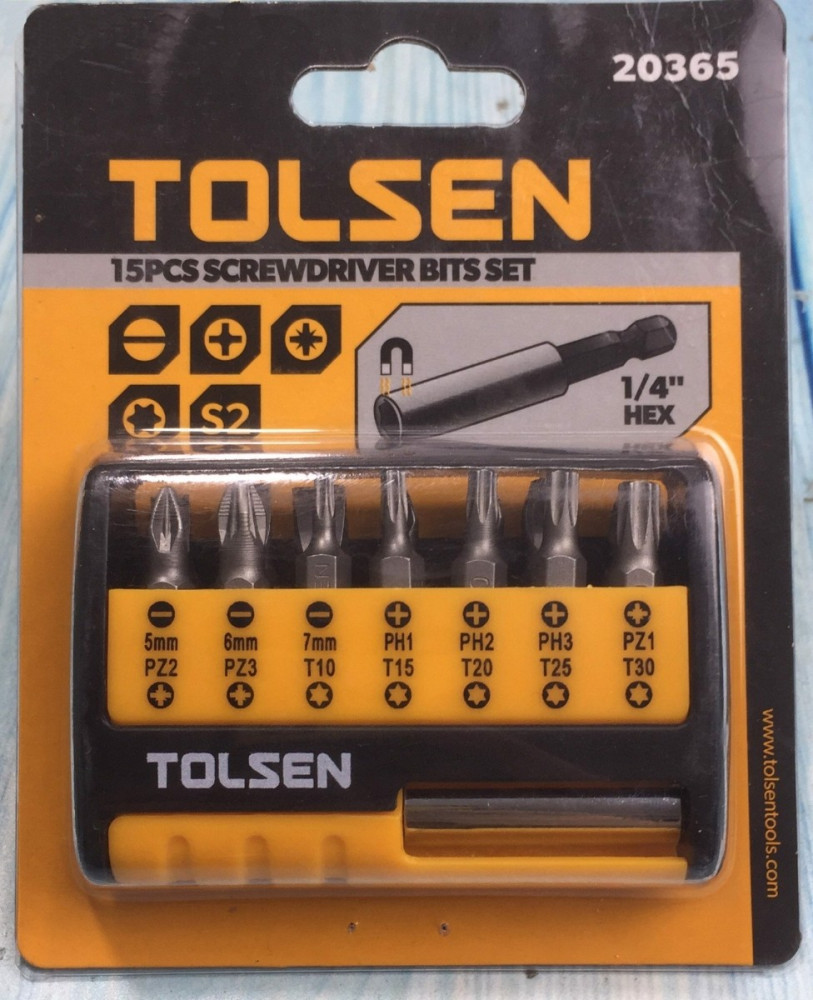 20365
TOLSEN
15PCS SCREWDRIVER BITS SET
1/4"
HEX
S2
5mm 6mm 7mm PH1 PH2 PH3 PZ1
PZ2 PZ3 T10 T15 T20 T25 T30
TOLSEN
www.tolsentools.com